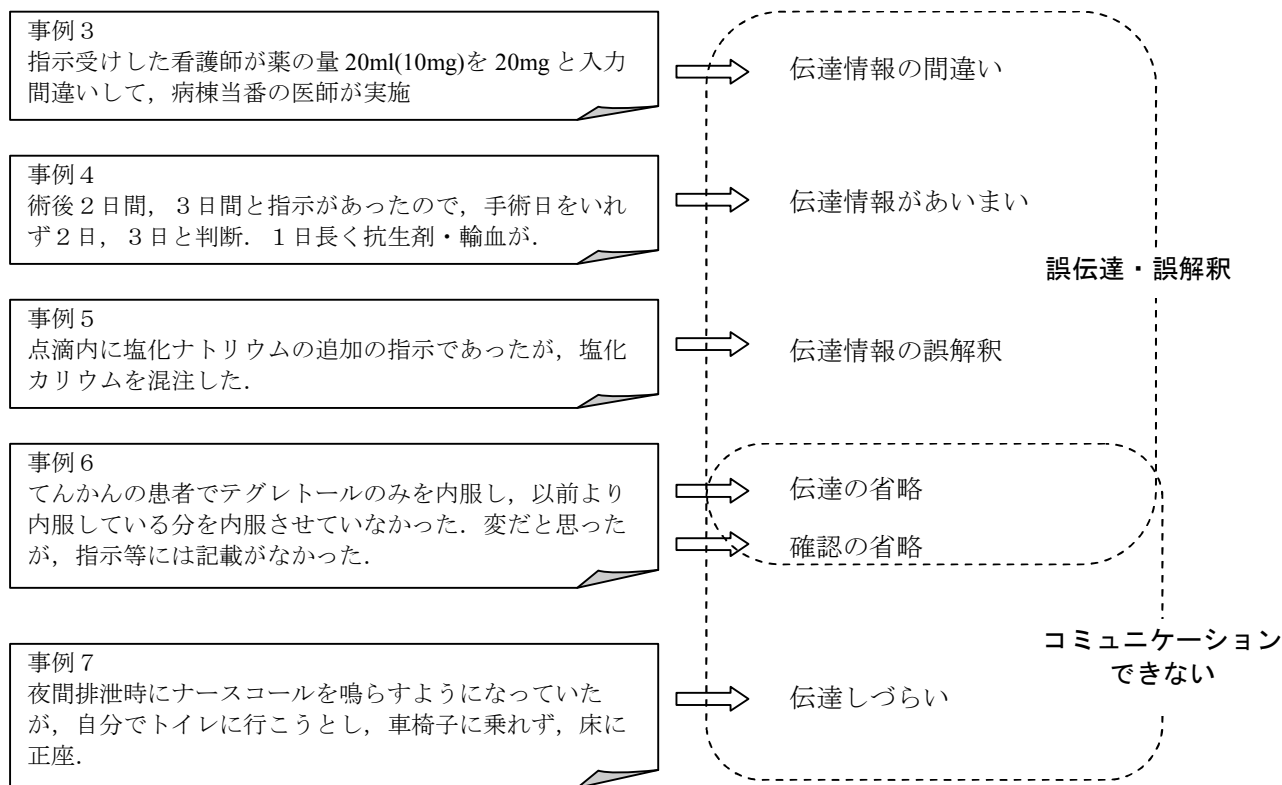 事例３
指示受けした看護師が薬の量 20ml(10mg)を 20mg と入力
間違いして，病棟当番の医師が実施
伝達情報の間違い
事例４
術後２日間，３日間と指示があったので，手術日をいれ
ず２日，３日と判断．１日長く抗生剤・輸血が．
伝達情報があいまい
誤伝達・誤解釈
事例５
点滴内に塩化ナトリウムの追加の指示であったが，塩化
カリウムを混注した．
伝達情報の誤解釈
事例６
てんかんの患者でテグレトールのみを内服し，以前より
内服している分を内服させていなかった．変だと思った
が，指示等には記載がなかった．
伝達の省略
確認の省略
コミュニケーション
できない
事例７
夜間排泄時にナースコールを鳴らすようになっていた
が，自分でトイレに行こうとし，車椅子に乗れず，床に
正座．
伝達しづらい